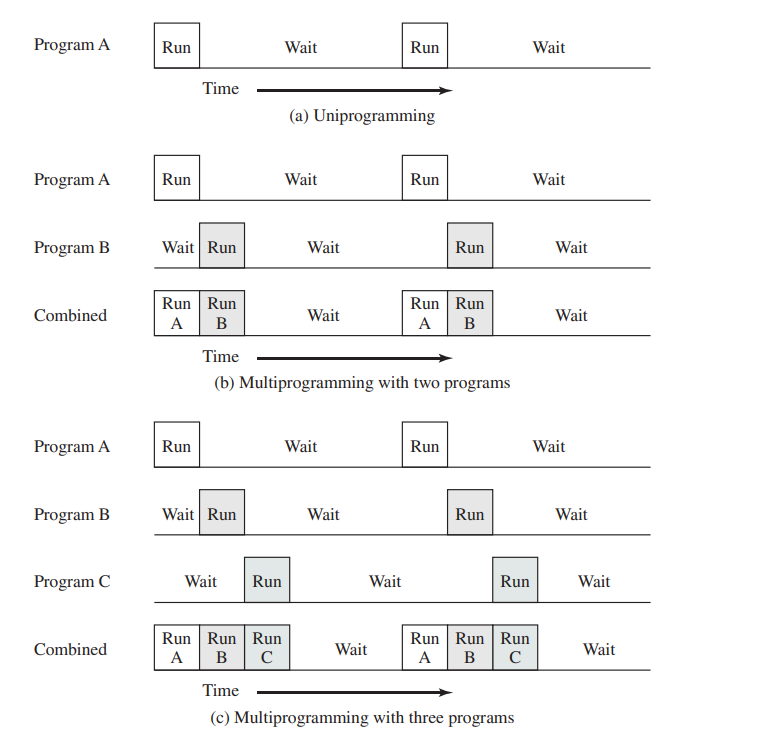 Program A Run Wait Run Wait
Time
(a) Uniprogramming
Program A Run Wait Run Wait
Program B Wait Run Wait Run Wait
Combined Run A Run B Wait Run A Run B Wait
Time
(b) Multiprogramming with two programs
Program A Run Wait Run Wait
Program B Wait Run Wait Run Wait
Program C Wait Run Wait Run Wait
Combined Run A Run B Run C Wait Run A Run B Run C Wait
Time
(c) Multiprogramming with three programs